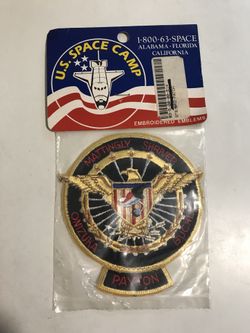 U.S. SPACE CAMP
1-800-63-SPACE
ALABAMA • FLORIDA
CALIFORNIA
EMBROIDERED EMBLEMS
MATTINGLY SHRIVER
ONIZUKA BUCHLI
PAYTON